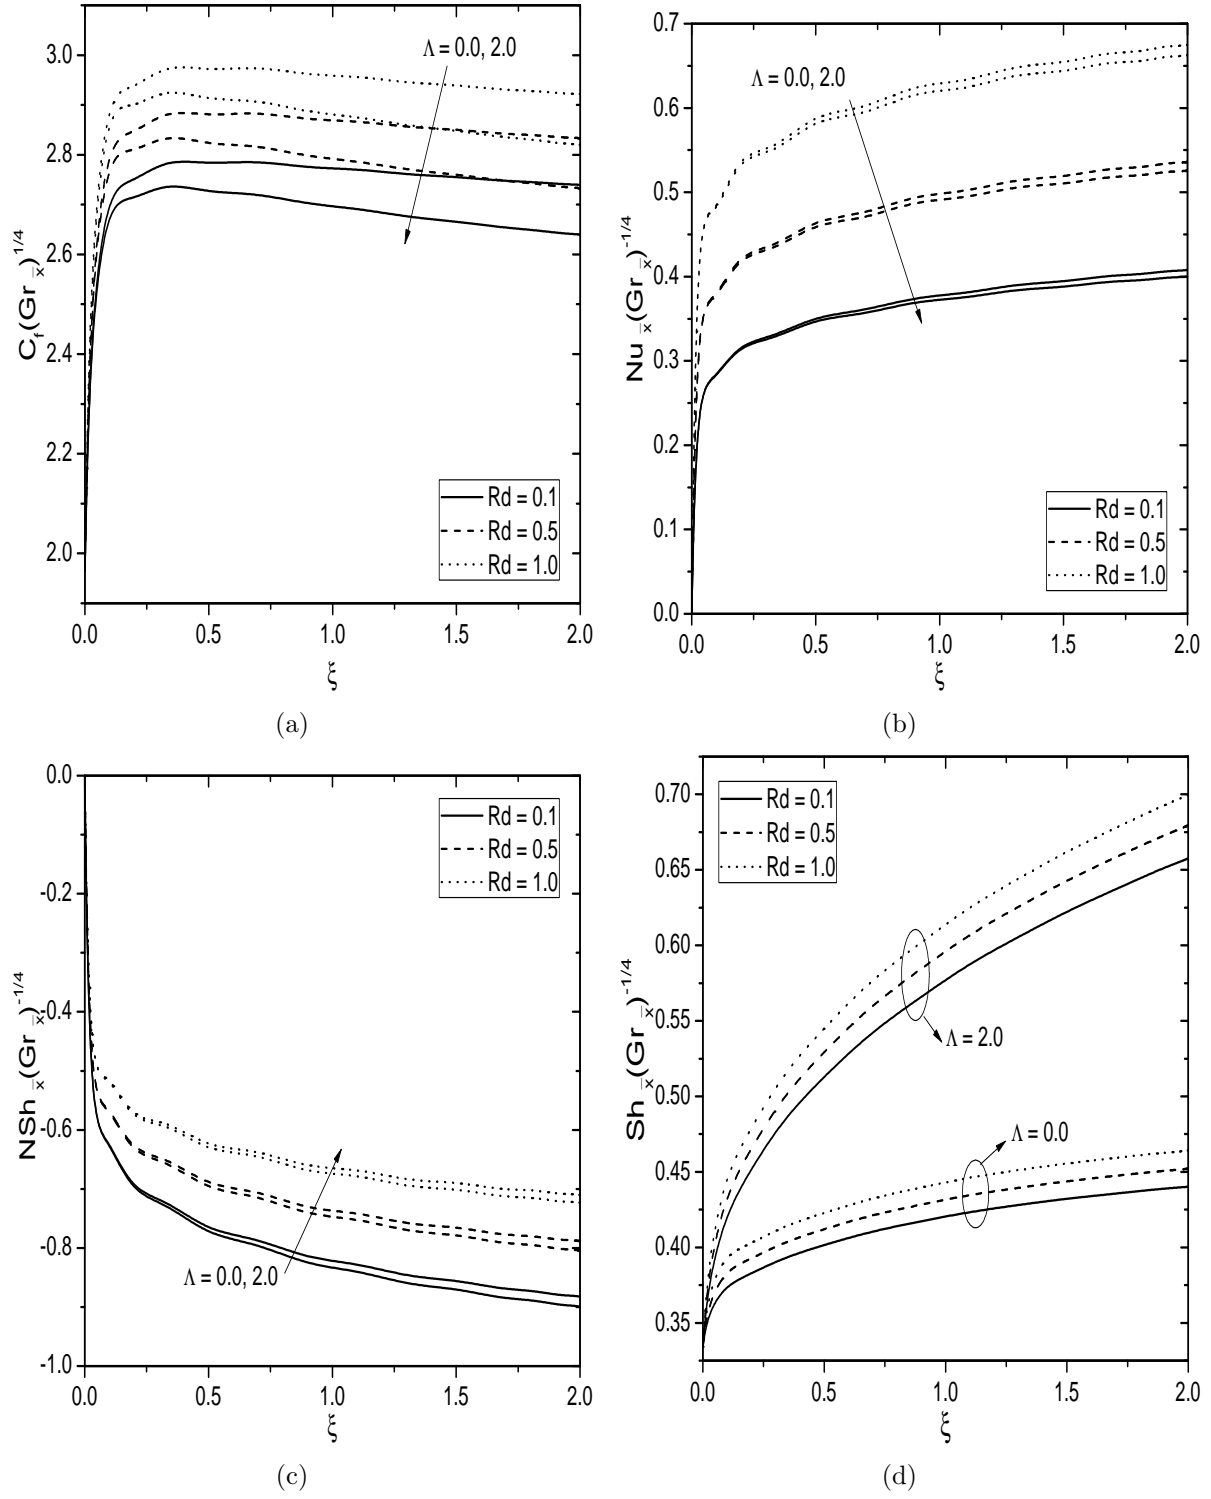 3.0
2.8
2.6
2.4
2.2
2.0
C_f(Gr_x̄)^1/4
Λ = 0.0, 2.0
Rd = 0.1
Rd = 0.5
Rd = 1.0
0.0 0.5 1.0 1.5 2.0
ξ
(a)
0.7
0.6
0.5
0.4
0.3
0.2
0.1
0.0
Nu_x̄(Gr_x̄)^-1/4
Λ = 0.0, 2.0
Rd = 0.1
Rd = 0.5
Rd = 1.0
0.0 0.5 1.0 1.5 2.0
ξ
(b)
0.0
-0.2
-0.4
-0.6
-0.8
-1.0
NSh_x̄(Gr_x̄)^-1/4
Rd = 0.1
Rd = 0.5
Rd = 1.0
Λ = 0.0, 2.0
0.0 0.5 1.0 1.5 2.0
ξ
(c)
0.70
0.65
0.60
0.55
0.50
0.45
0.40
0.35
Sh_x̄(Gr_x̄)^-1/4
Rd = 0.1
Rd = 0.5
Rd = 1.0
Λ = 2.0
Λ = 0.0
0.0 0.5 1.0 1.5 2.0
ξ
(d)